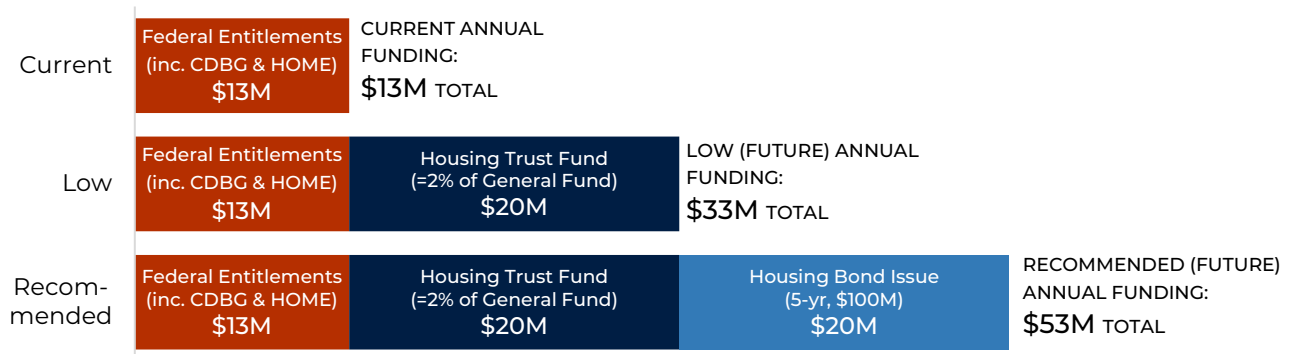 Current
Federal Entitlements
(inc. CDBG & HOME)
$13M
CURRENT ANNUAL
FUNDING:
$13M TOTAL
Low
Federal Entitlements
(inc. CDBG & HOME)
$13M
Housing Trust Fund
(=2% of General Fund)
$20M
LOW (FUTURE) ANNUAL
FUNDING:
$33M TOTAL
Recom-
mended
Federal Entitlements
(inc. CDBG & HOME)
$13M
Housing Trust Fund
(=2% of General Fund)
$20M
Housing Bond Issue
(5-yr, $100M)
$20M
RECOMMENDED (FUTURE)
ANNUAL FUNDING:
$53M TOTAL